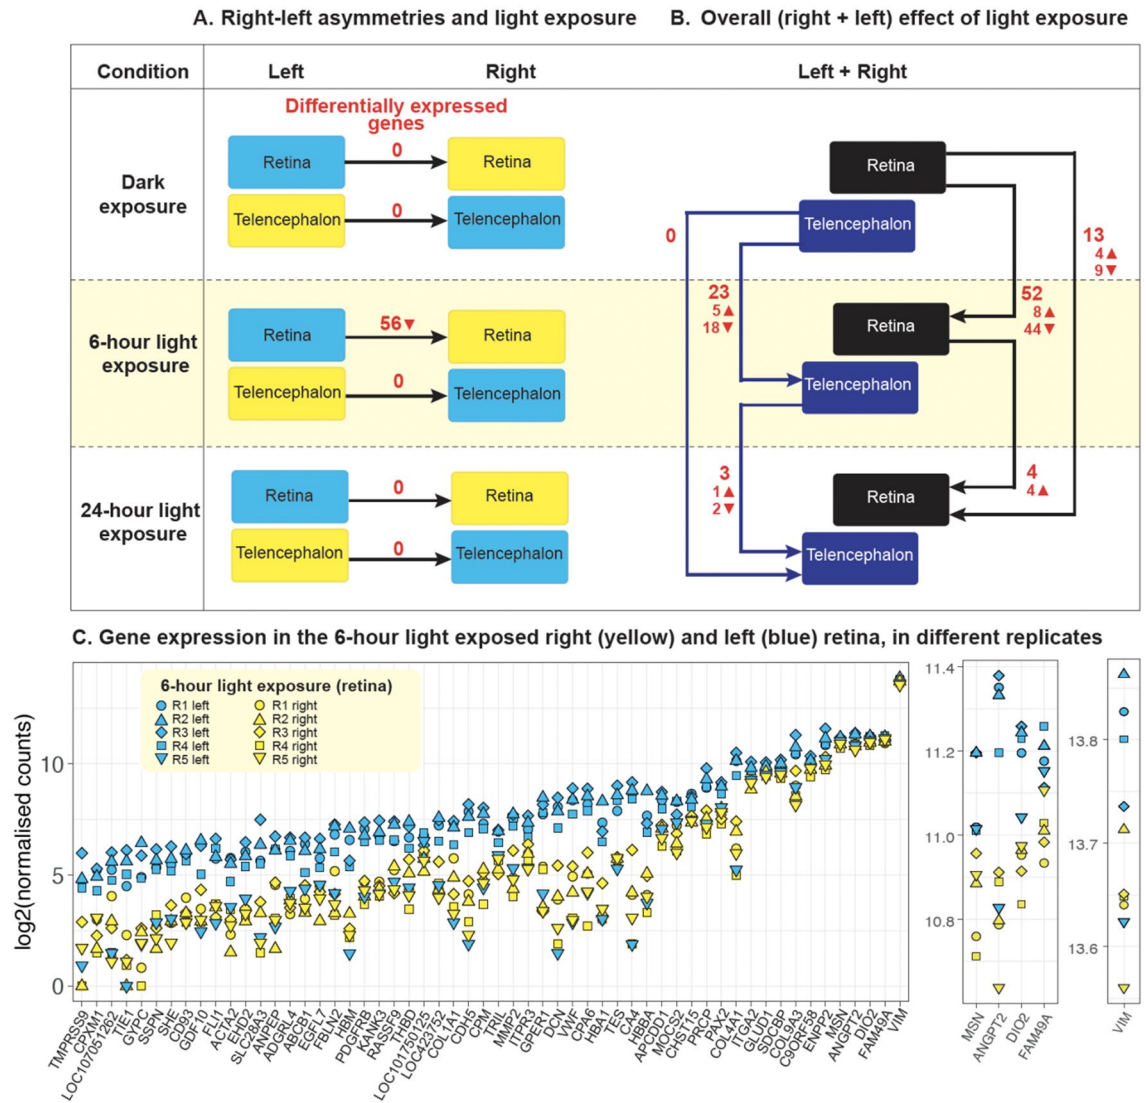 A. Right-left asymmetries and light exposure
B. Overall (right + left) effect of light exposure
Condition
Left
Right
Left + Right
Differentially expressed
genes
Dark
exposure
Retina
0
Retina
Telencephalon
0
Telencephalon
Retina
Telencephalon
0
13
4▲
9▼
6-hour light
exposure
Retina
56▼
Retina
Telencephalon
0
Telencephalon
23
5▲
18▼
52
8▲
44▼
Retina
Telencephalon
24-hour light
exposure
Retina
0
Retina
Telencephalon
0
Telencephalon
3
1▲
2▼
4
4▲
Retina
Telencephalon
C. Gene expression in the 6-hour light exposed right (yellow) and left (blue) retina, in different replicates
log2(normalised counts)
10
5
0
6-hour light exposure (retina)
R1 left
R1 right
R2 left
R2 right
R3 left
R3 right
R4 left
R4 right
R5 left
R5 right
TMPRSS9
CPXM1
LOC107051262
TIE1
GYPC
SSPN
SHE
CD93
GDF10
FLI1
ACTA2
EHD2
SLC28A3
ANPEP
ADGRL4
ABCB1
EGFL7
FBLN2
HBM
PDGFRB
KANK3
RASSF9
THBD
LOC101750125
LOC423752
COL1A1
CDH5
CPM
TRIL
MMP2
ITPR3
GPER1
DCN
VWF
CPA6
HBA1
TES
CA4
HBBA
APCDD1
MOCS2
CHST15
PRCP
PAX2
COL4A1
ITGA2
GLUD1
SDCBP
COL9A3
C9ORF58
ENPP2
MSN
ANGPT2
DIO2
FAM49A
VIM
11.4
11.2
11.0
10.8
MSN
ANGPT2
DIO2
FAM49A
13.8
13.7
13.6
VIM